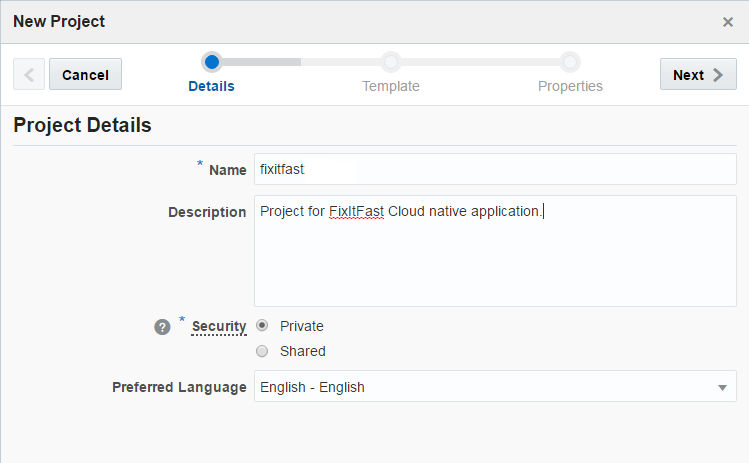 New Project
×
Cancel
Details
Template
Properties
Next
Project Details
* Name
fixitfast
Description
Project for FixItFast Cloud native application.
? * Security
Private
Shared
Preferred Language
English - English